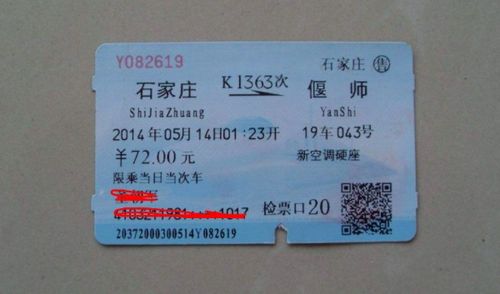 Y082619 石家庄 售
石家庄 K1363次 偃师
ShiJiaZhuang YanShi
2014年05月14日01:23开 19车043号
￥72.00元 新空调硬座
限乘当日当次车
检票口20
20372000300514Y082619